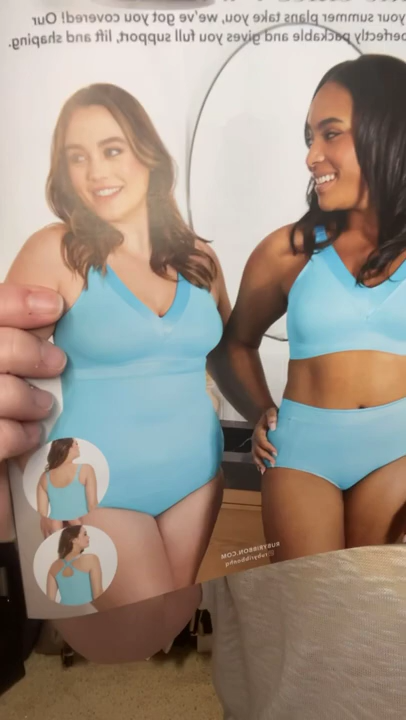 your summer plans take you, we've got you covered! Our
perfectly packable and gives you full support, lift and shaping.
RUBYRIBBON.COM
@rubyribbonhq